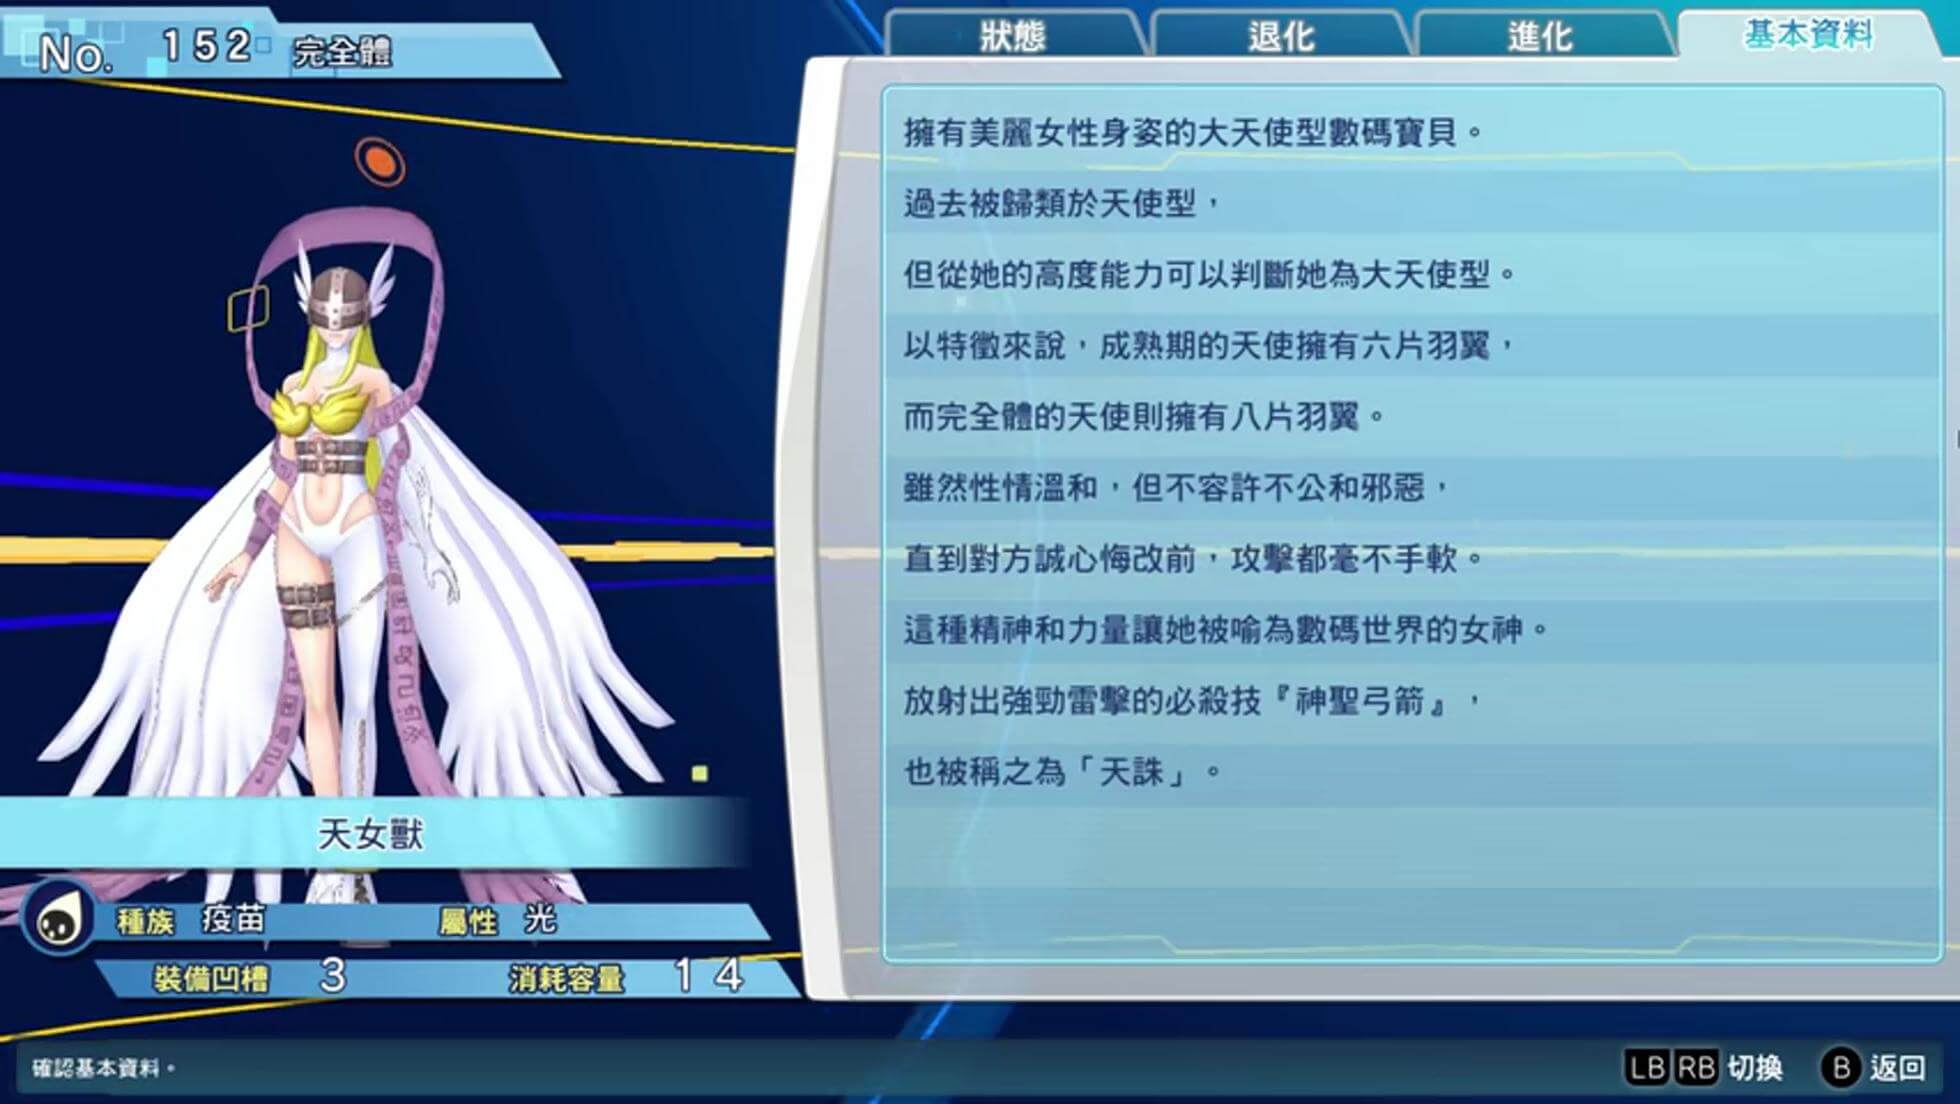 No. 152 完全體
狀態 退化 進化 基本資料
擁有美麗女性身姿的大天使型數碼寶貝。
過去被歸類於天使型，
但從她的高度能力可以判斷她為大天使型。
以特徵來說，成熟期的天使擁有六片羽翼，
而完全體的天使則擁有八片羽翼。
雖然性情溫和，但不容許不公和邪惡，
直到對方誠心悔改前，攻擊都毫不手軟。
這種精神和力量讓她被喻為數碼世界的女神。
放射出強勁雷擊的必殺技『神聖弓箭』，
也被稱之為「天誅」。
天女獸
種族 疫苗 屬性 光
裝備凹槽 3 消耗容量 14
確認基本資料。
LB RB 切換 B 返回